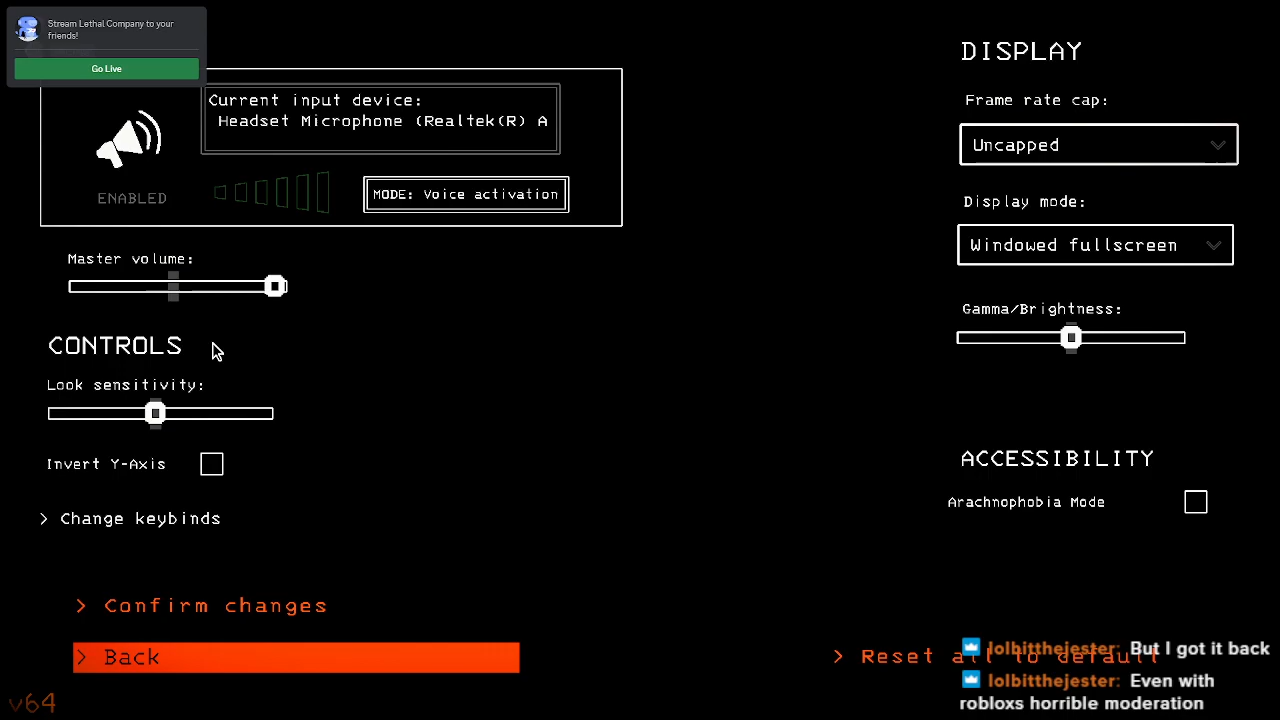 Stream Lethal Company to your
friends!
Go Live
Current input device:
Headset Microphone (Realtek(R) A
ENABLED
MODE: Voice activation
Master volume:
CONTROLS
Look sensitivity:
Invert Y-Axis
> Change keybinds
> Confirm changes
> Back
v64
DISPLAY
Frame rate cap:
Uncapped
Display mode:
Windowed fullscreen
Gamma/Brightness:
ACCESSIBILITY
Arachnophobia Mode
> Reset all to default
lolbitthejester: But I got it back
lolbitthejester: Even with
robloxs horrible moderation